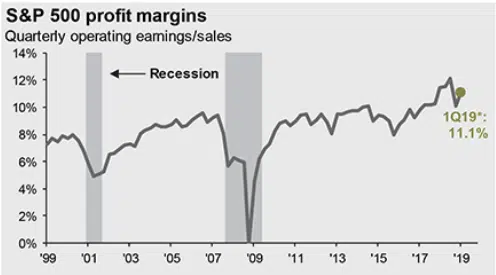 S&P 500 profit margins
Quarterly operating earnings/sales
14%
12%
10%
8%
6%
4%
2%
0%
Recession
1Q19*:
11.1%
'99 '01 '03 '05 '07 '09 '11 '13 '15 '17 '19